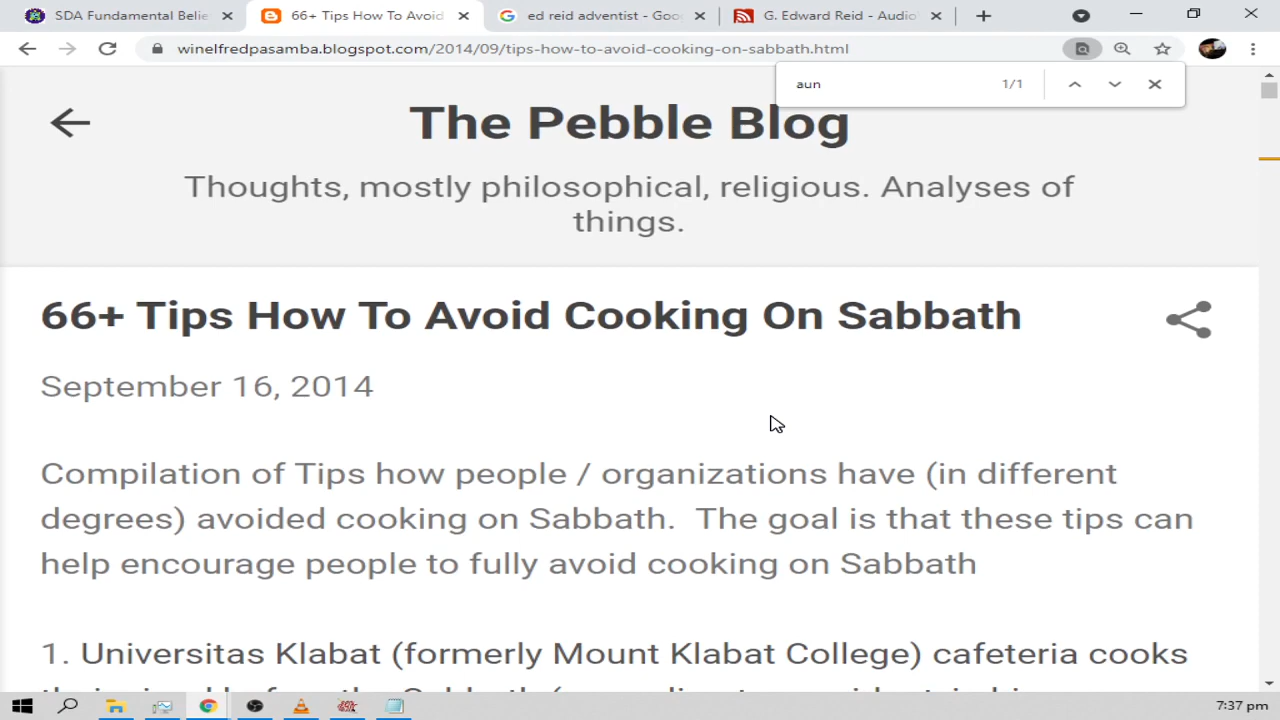 SDA Fundamental Belie
66+ Tips How To Avoid
ed reid adventist - Goo
G. Edward Reid - Audio
winelfredpasamba.blogspot.com/2014/09/tips-how-to-avoid-cooking-on-sabbath.html
aun 1/1
The Pebble Blog
Thoughts, mostly philosophical, religious. Analyses of
things.
66+ Tips How To Avoid Cooking On Sabbath
September 16, 2014
Compilation of Tips how people / organizations have (in different
degrees) avoided cooking on Sabbath. The goal is that these tips can
help encourage people to fully avoid cooking on Sabbath
1. Universitas Klabat (formerly Mount Klabat College) cafeteria cooks
7:37 pm